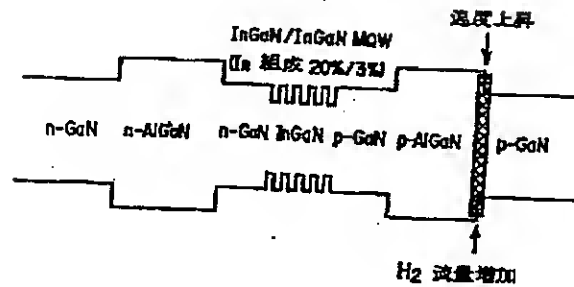 InGaN/InGaN MQW
(In 組成 20%/3%)
温度上昇
n-GaN n-AlGaN n-GaN InGaN p-GaN p-AlGaN p-GaN
H2 流量増加